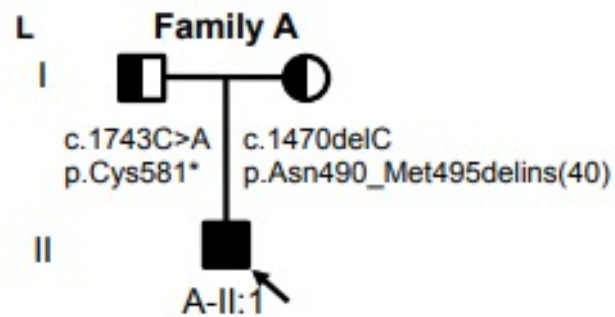 L Family A
I
c.1743C>A c.1470delC
p.Cys581* p.Asn490_Met495delins(40)
II
A-II:1